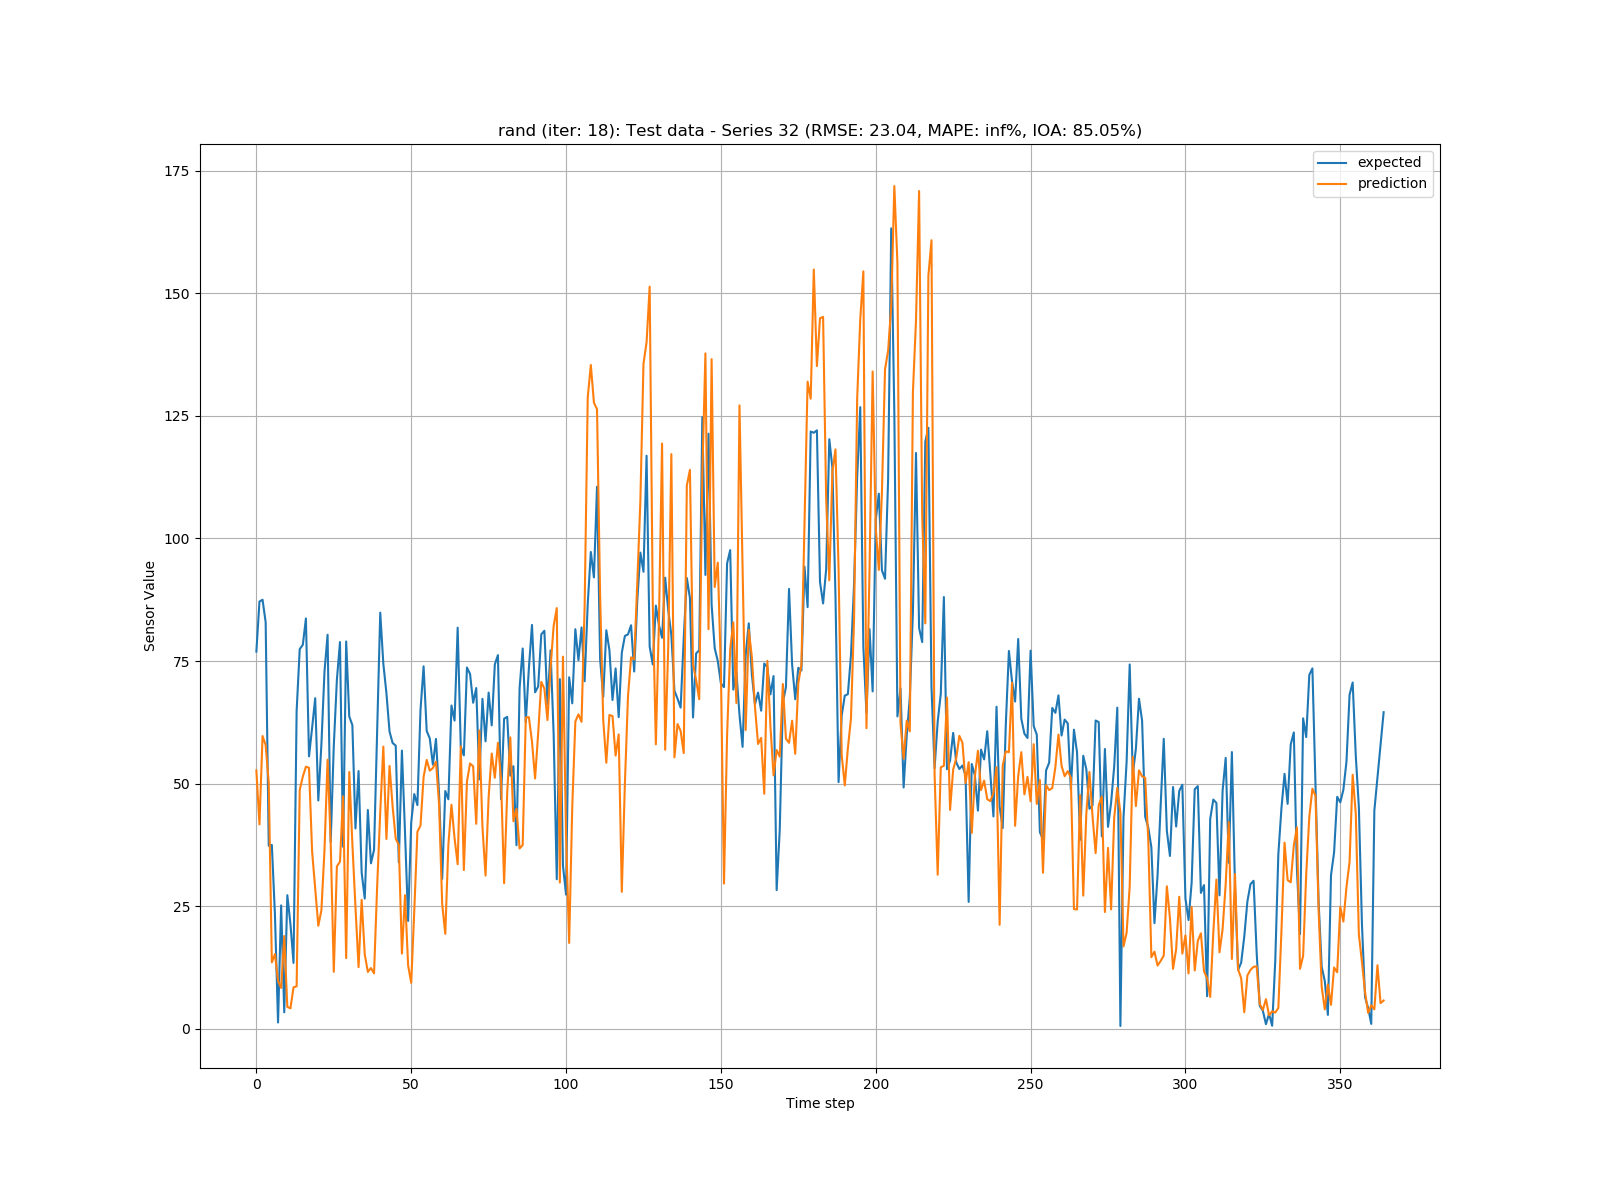 rand (iter: 18): Test data - Series 32 (RMSE: 23.04, MAPE: inf%, IOA: 85.05%)
expected
prediction
175
150
125
100
75
50
25
0
Sensor Value
0 50 100 150 200 250 300 350
Time step